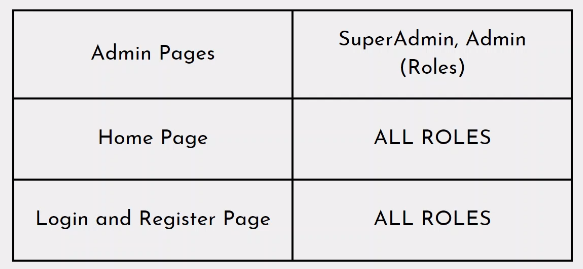 Admin Pages
SuperAdmin, Admin
(Roles)
Home Page
ALL ROLES
Login and Register Page
ALL ROLES